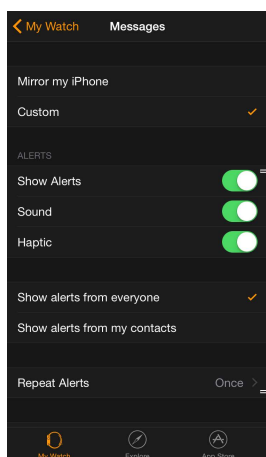 My Watch Messages
Mirror my iPhone
Custom
ALERTS
Show Alerts
Sound
Haptic
Show alerts from everyone
Show alerts from my contacts
Repeat Alerts Once
My Watch Explore App Store